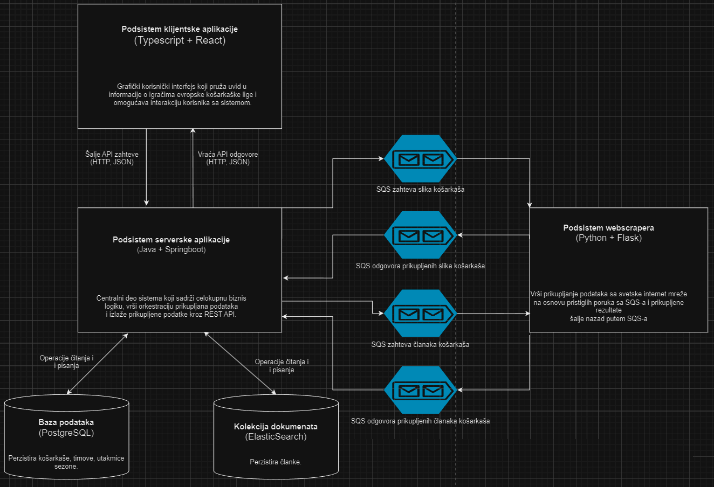 Podsistem klijentske aplikacije
(Typescript + React)
Grafički korisnički interfejs koji pruža uvid u
informacije o igračima evropske košarkaške lige i
omogućava interakciju korisnika sa sistemom.
Šalje API zahteve
(HTTP, JSON)
Vraća API odgovore
(HTTP, JSON)
SQS zahteva slika košarkaša
Podsistem serverske aplikacije
(Java + Springboot)
Centralni deo sistema koji sadrži celokupnu biznis
logiku, vrši orkestraciju prikupljana podataka
i izlaže prikupljene podatke kroz REST API.
SQS odgovora prikupljenih slike košarkaša
Podsistem webscrapera
(Python + Flask)
Vrši prikupljanje podataka sa svetske internet mreže
na osnovu pristiglih poruka sa SQS-a i prikupljene
rezultate
šalje nazad putem SQS-a
SQS zahteva članaka košarkaša
SQS odgovora prikupljenih članaka košarkaša
Operacije čitanja i
i pisanja
Operacije čitanja i
i pisanja
Baza podataka
(PostgreSQL)
Perzistira košarkaše, timove, utakmice
sezone.
Kolekcija dokumenata
(ElasticSearch)
Perzistira članke.